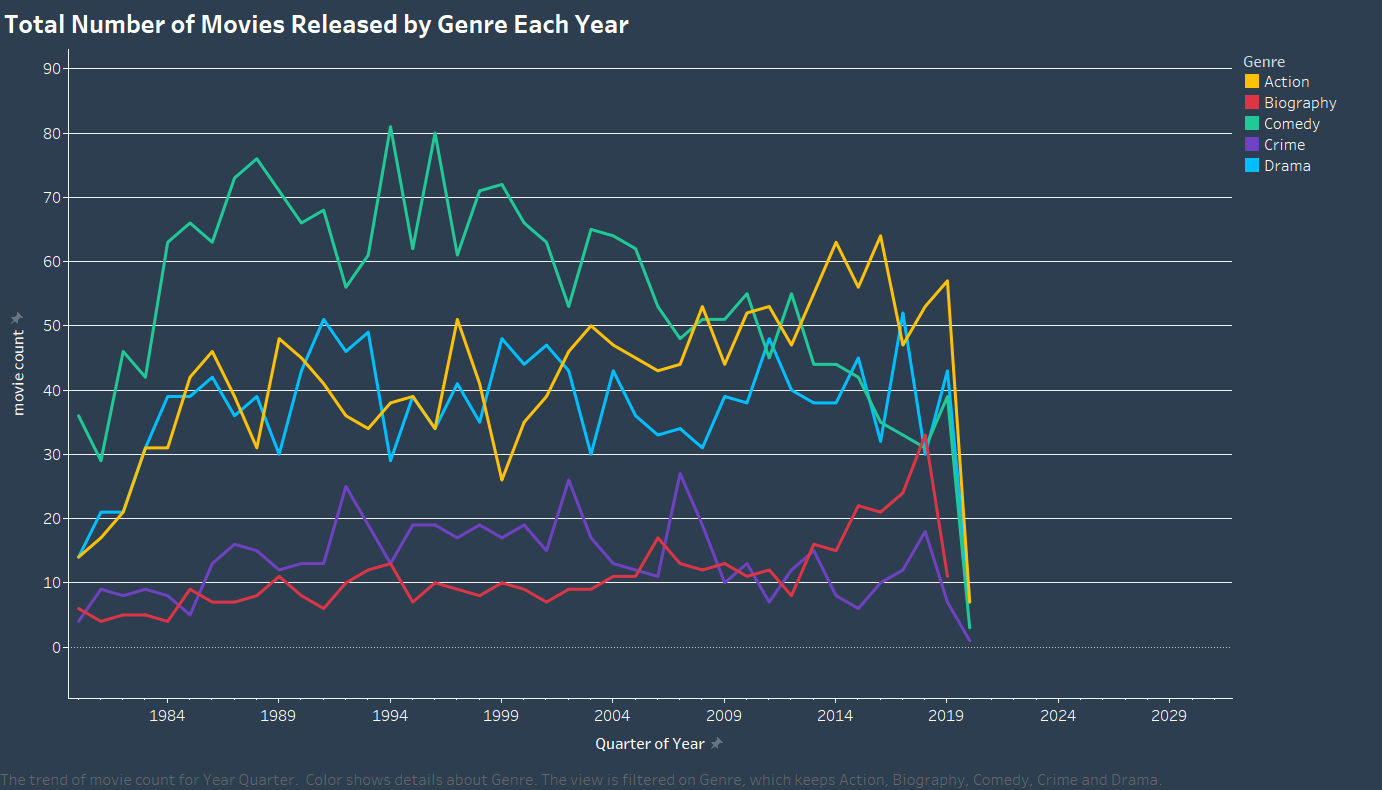 Total Number of Movies Released by Genre Each Year
90
80
70
60
50
40
30
20
10
0
movie count
1984 1989 1994 1999 2004 2009 2014 2019 2024 2029
Quarter of Year
Genre
Action
Biography
Comedy
Crime
Drama
The trend of movie count for Year Quarter. Color shows details about Genre. The view is filtered on Genre, which keeps Action, Biography, Comedy, Crime and Drama.